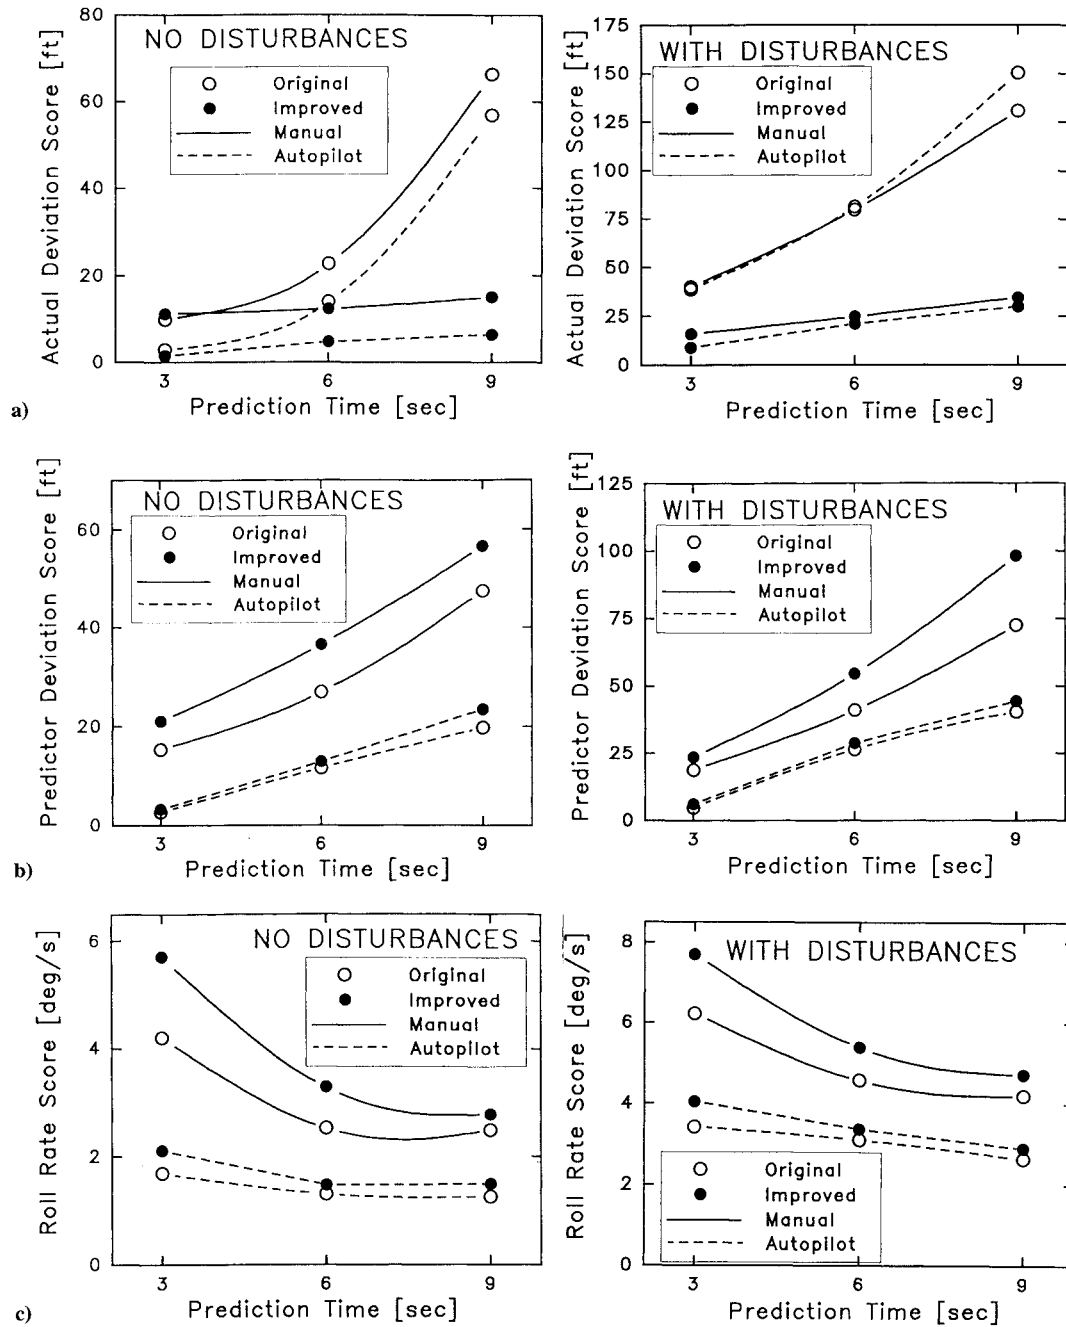 80
60
40
20
0
Actual Deviation Score [ft]
NO DISTURBANCES
Original
Improved
Manual
Autopilot
3
6
9
Prediction Time [sec]
a)
175
150
125
100
75
50
25
0
Actual Deviation Score [ft]
WITH DISTURBANCES
Original
Improved
Manual
Autopilot
3
6
9
Prediction Time [sec]
60
40
20
0
Predictor Deviation Score [ft]
NO DISTURBANCES
Original
Improved
Manual
Autopilot
3
6
9
Prediction Time [sec]
b)
125
100
75
50
25
0
Predictor Deviation Score [ft]
WITH DISTURBANCES
Original
Improved
Manual
Autopilot
3
6
9
Prediction Time [sec]
6
4
2
0
Roll Rate Score [deg/s]
NO DISTURBANCES
Original
Improved
Manual
Autopilot
3
6
9
Prediction Time [sec]
c)
8
6
4
2
0
Roll Rate Score [deg/s]
WITH DISTURBANCES
Original
Improved
Manual
Autopilot
3
6
9
Prediction Time [sec]